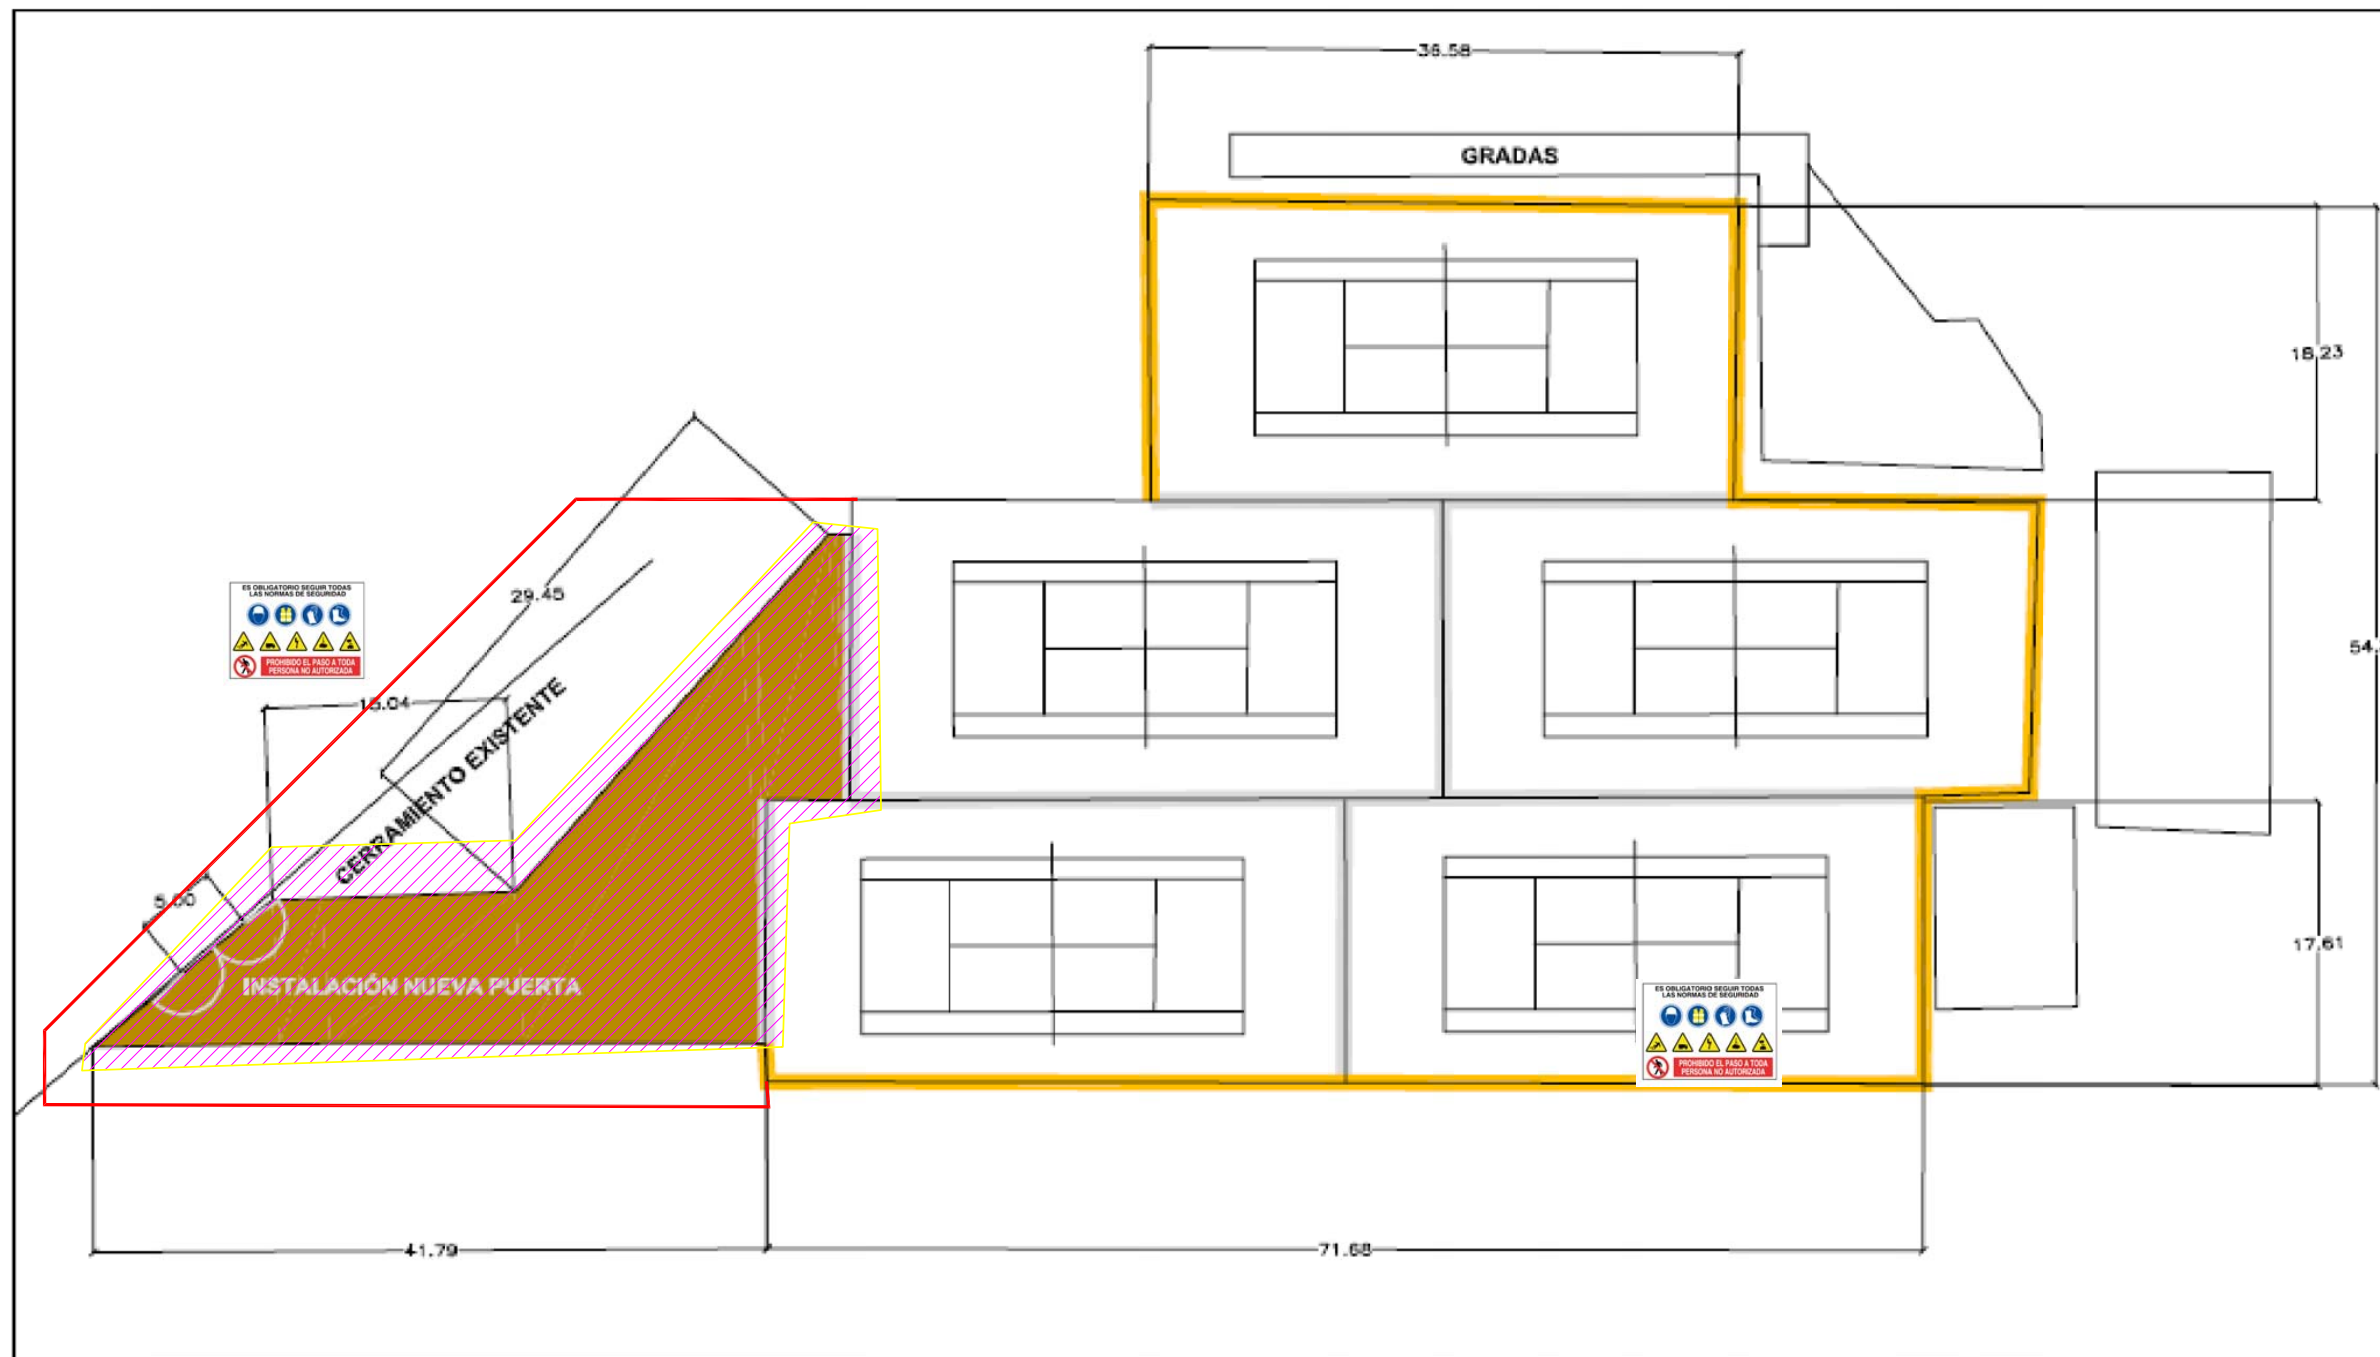 36.58
GRADAS
18.23
29.45
ES OBLIGATORIO SEGUIR TODAS
LAS NORMAS DE SEGURIDAD
PROHIBIDO EL PASO A TODA
PERSONA NO AUTORIZADA
54.
15.04
CERRAMIENTO EXISTENTE
5.00
INSTALACIÓN NUEVA PUERTA
17.61
ES OBLIGATORIO SEGUIR TODAS
LAS NORMAS DE SEGURIDAD
PROHIBIDO EL PASO A TODA
PERSONA NO AUTORIZADA
41.79
71.68